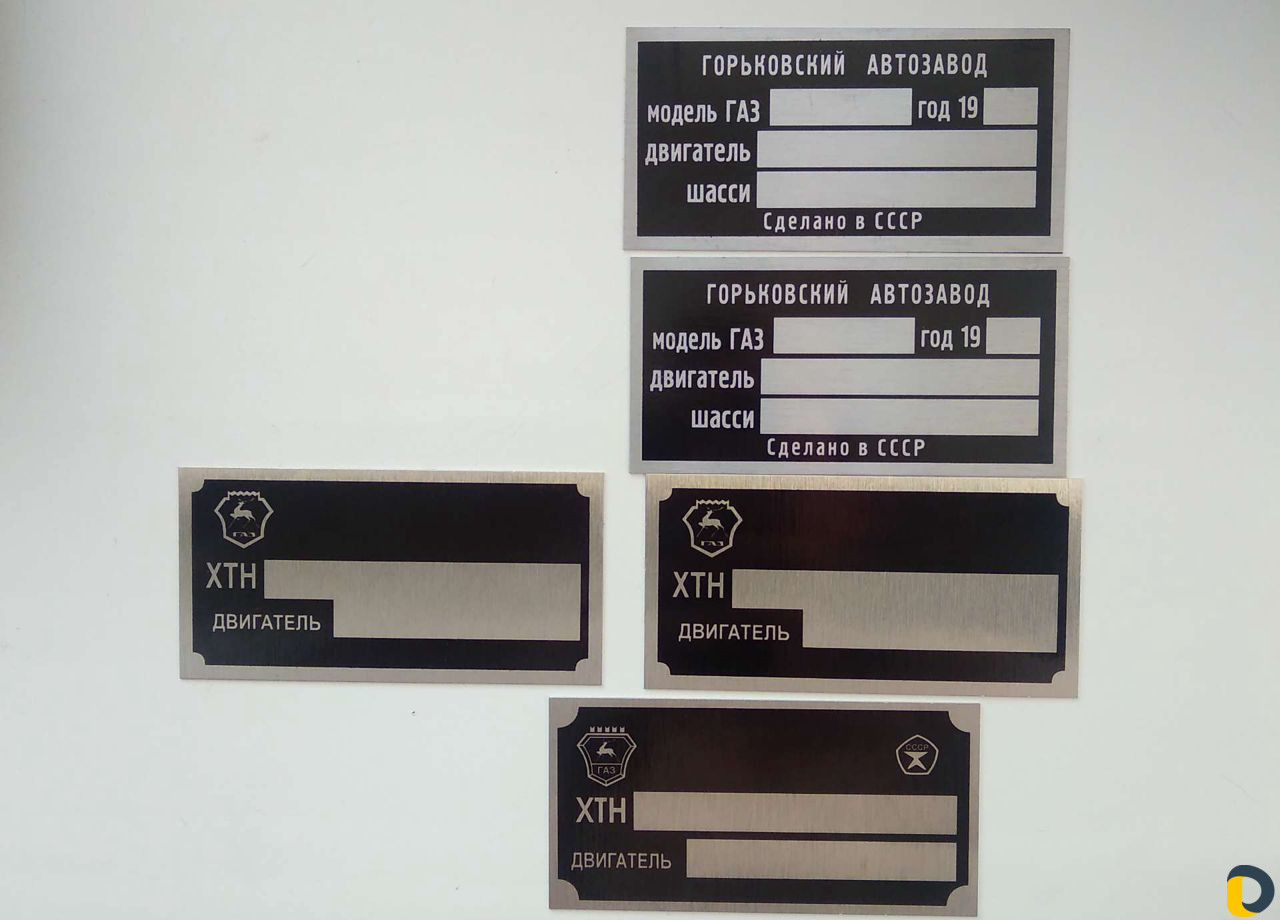 ГОРЬКОВСКИЙ АВТОЗАВОД
модель ГАЗ год 19
двигатель
шасси
Сделано в СССР
ГОРЬКОВСКИЙ АВТОЗАВОД
модель ГАЗ год 19
двигатель
шасси
Сделано в СССР
ГАЗ
ХТН
ДВИГАТЕЛЬ
ГАЗ
ХТН
ДВИГАТЕЛЬ
ГАЗ
СССР
ХТН
ДВИГАТЕЛЬ